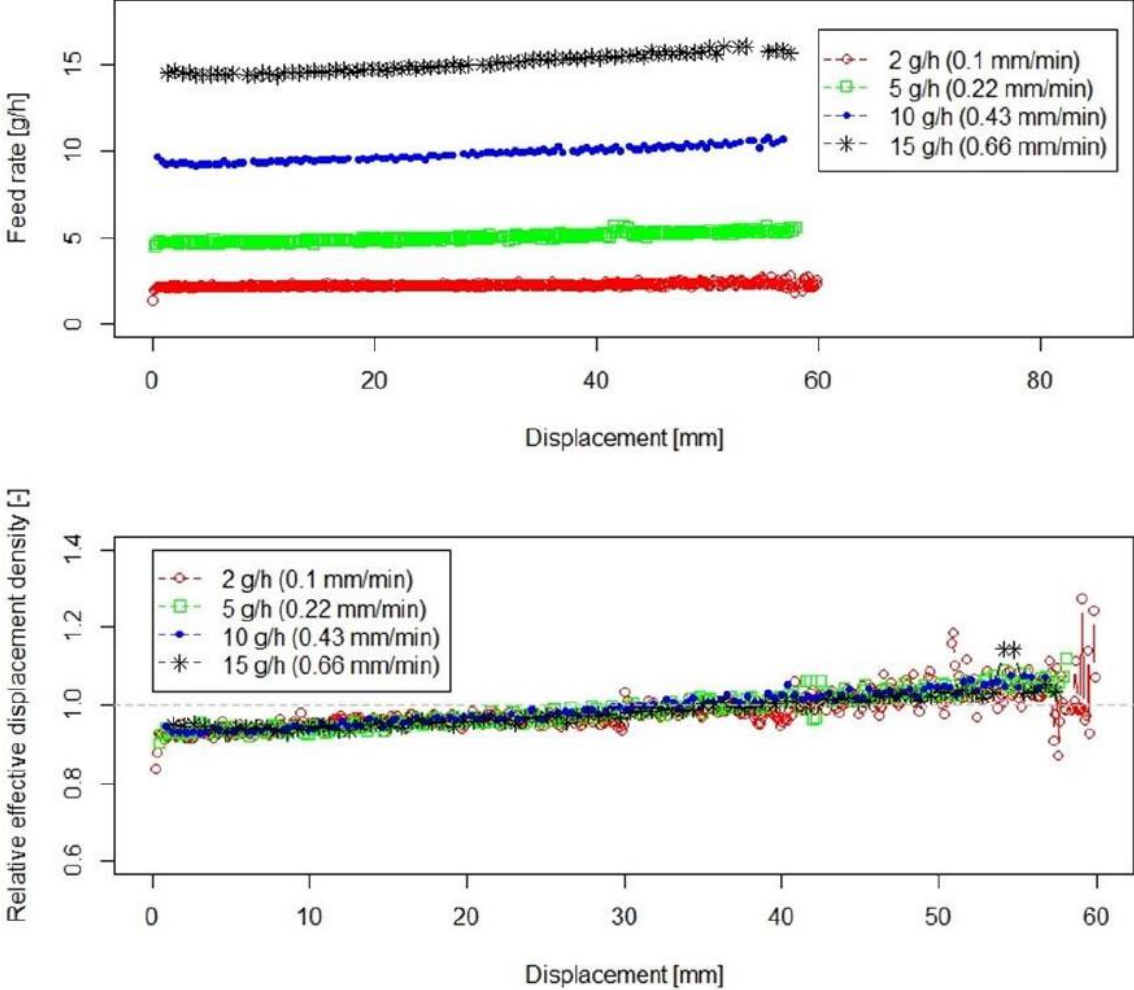 Feed rate [g/h]
15
10
5
0
2 g/h (0.1 mm/min)
5 g/h (0.22 mm/min)
10 g/h (0.43 mm/min)
15 g/h (0.66 mm/min)
0 20 40 60 80
Displacement [mm]
Relative effective displacement density [-]
1.4
1.2
1.0
0.8
0.6
2 g/h (0.1 mm/min)
5 g/h (0.22 mm/min)
10 g/h (0.43 mm/min)
15 g/h (0.66 mm/min)
0 10 20 30 40 50 60
Displacement [mm]